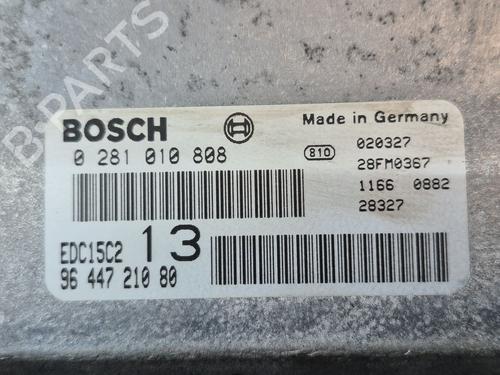 BOSCH
Made in Germany
0 281 010 808
810
020327
28FM0367
1166 0882
28327
EDC15C2 13
96 447 210 80
B-PARTS